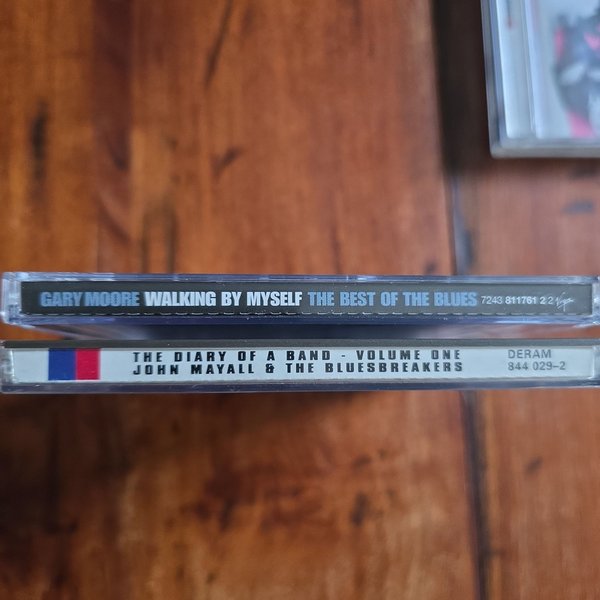 GARY MOORE WALKING BY MYSELF THE BEST OF THE BLUES 7243 811761 2 2 Virgin
THE DIARY OF A BAND - VOLUME ONE DERAM
JOHN MAYALL & THE BLUESBREAKERS 844 029-2